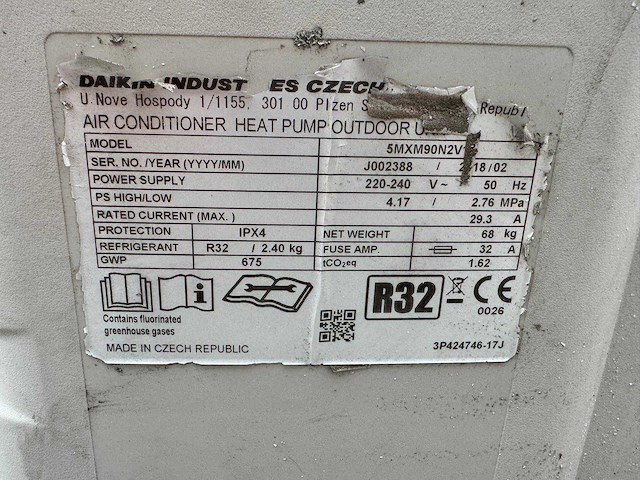 DAIKIN INDUST ES CZECH
U Nove Hospody 1/1155, 301 00 Plzen S Republ
AIR CONDITIONER HEAT PUMP OUTDOOR U
MODEL 5MXM90N2V
SER. NO. /YEAR (YYYY/MM) J002388 / 2 18/02
POWER SUPPLY 220-240 V ~ 50 Hz
PS HIGH/LOW 4.17 / 2.76 MPa
RATED CURRENT (MAX. ) 29.3 A
PROTECTION IPX4 NET WEIGHT 68 kg
REFRIGERANT R32 / 2.40 kg FUSE AMP. 32 A
GWP 675 tCO₂eq 1.62
i R32 CE
0026
Contains fluorinated
greenhouse gases
MADE IN CZECH REPUBLIC 3P424746-17J